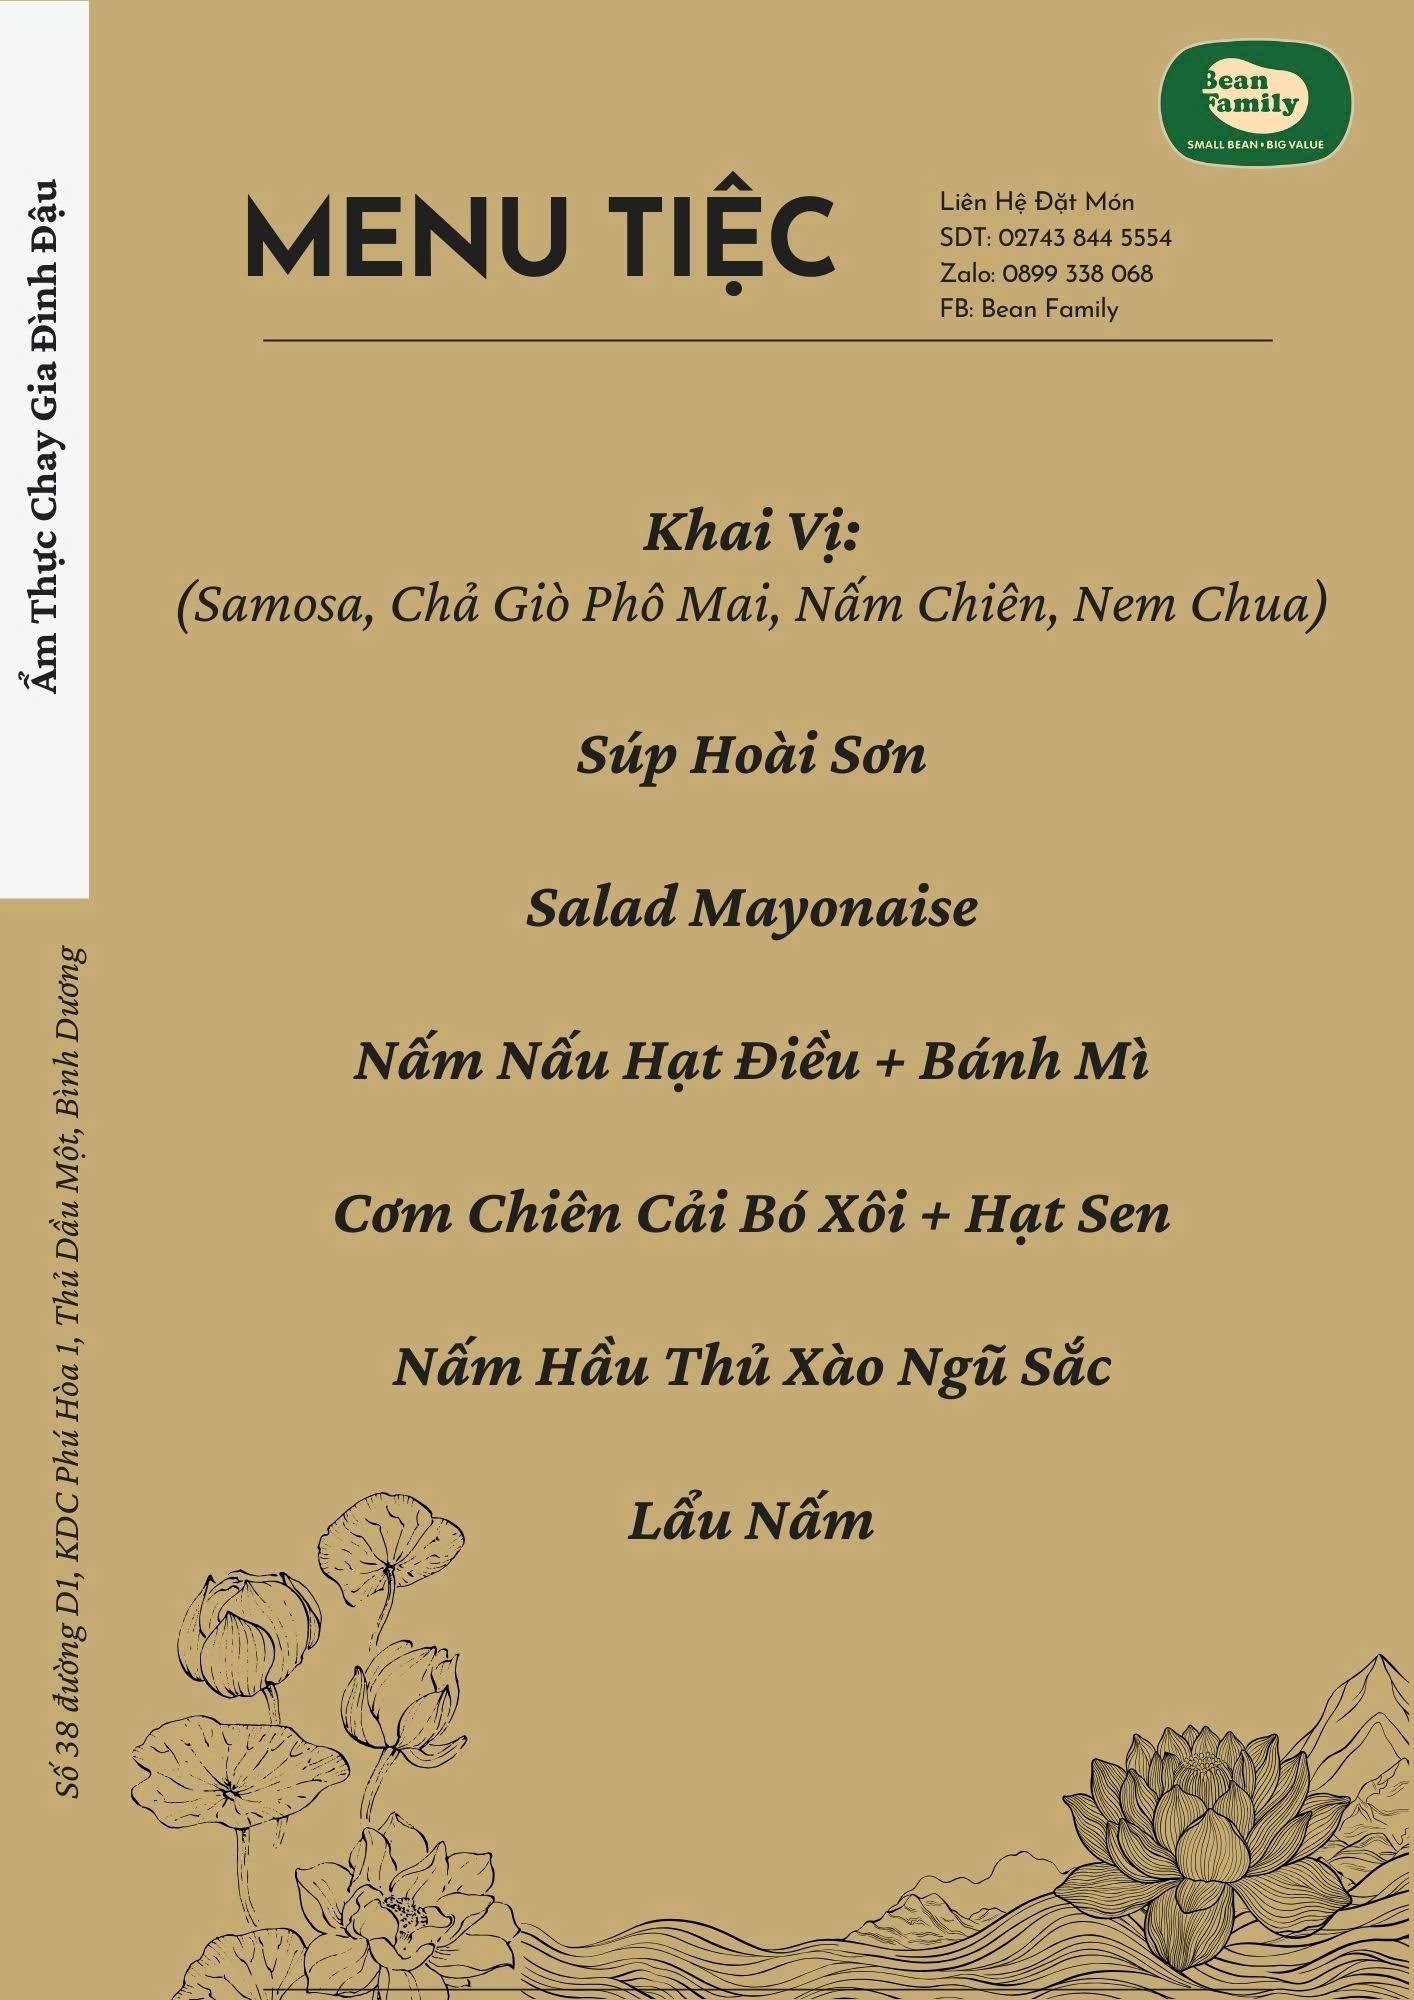 Bean
Family
SMALL BEAN • BIG VALUE
MENU TIỆC
Liên Hệ Đặt Món
SDT: 02743 844 5554
Zalo: 0899 338 068
FB: Bean Family
Ẩm Thực Chay Gia Đình Đậu
Khai Vị:
(Samosa, Chả Giò Phô Mai, Nấm Chiên, Nem Chua)
Súp Hoài Sơn
Salad Mayonaise
Nấm Nấu Hạt Điều + Bánh Mì
Cơm Chiên Cải Bó Xôi + Hạt Sen
Nấm Hầu Thủ Xào Ngũ Sắc
Lẩu Nấm
Số 38 đường D1, KDC Phú Hòa 1, Thủ Dầu Một, Bình Dương